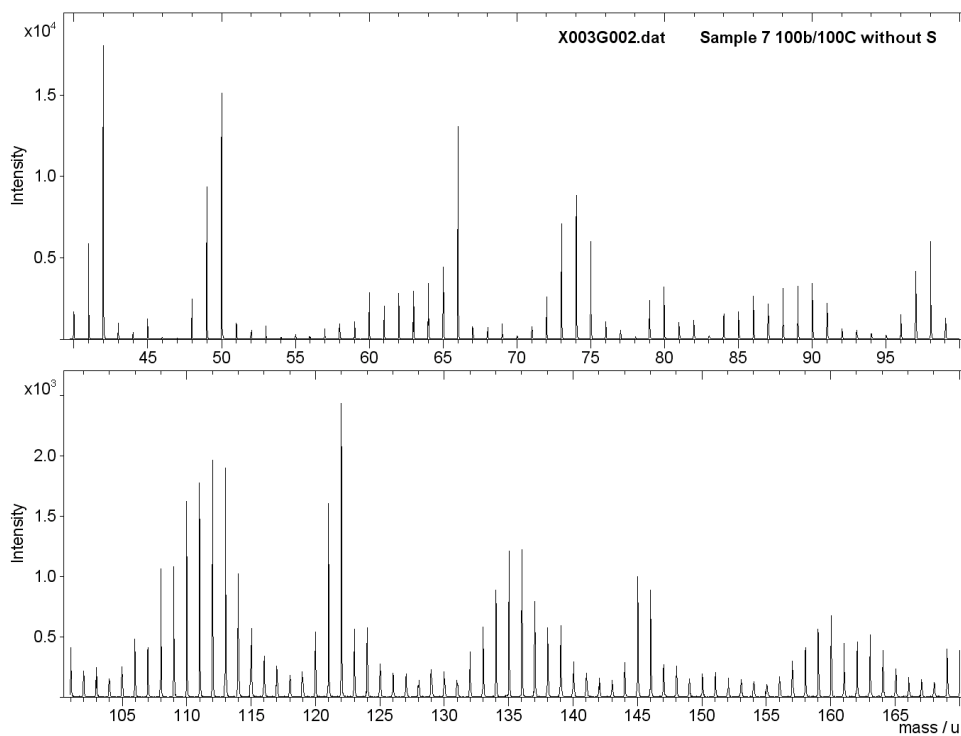 x10⁴
X003G002.dat Sample 7 100b/100C without S
1.5
1.0
0.5
Intensity
45 50 55 60 65 70 75 80 85 90 95
x10³
2.0
1.5
1.0
0.5
Intensity
105 110 115 120 125 130 135 140 145 150 155 160 165
mass / u